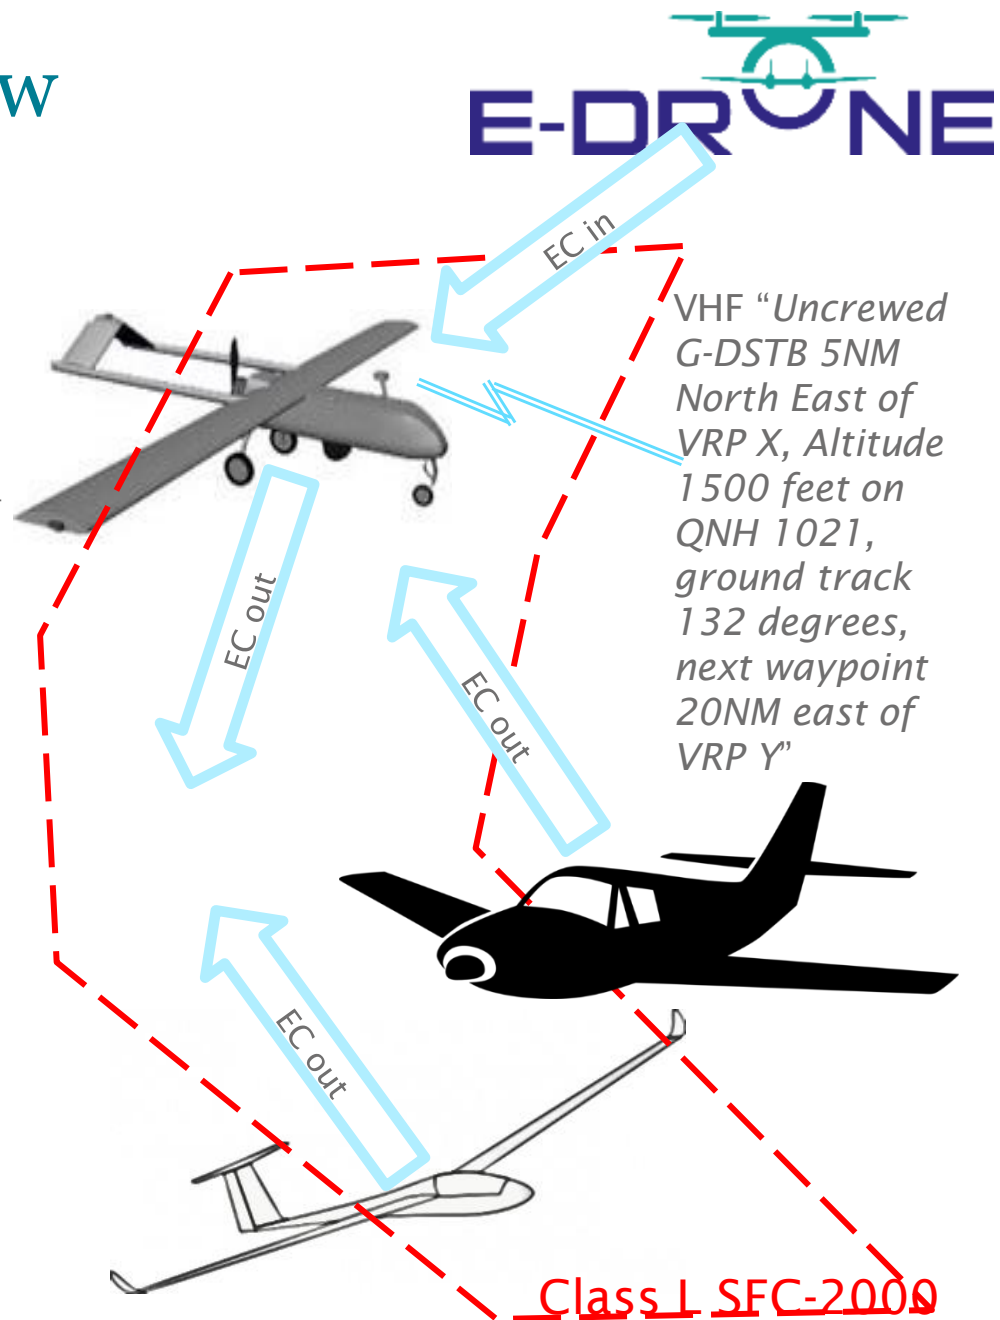 w
E-DRONE
EC in
VHF “Uncrewed
G-DSTB 5NM
North East of
VRP X, Altitude
1500 feet on
QNH 1021,
ground track
132 degrees,
next waypoint
20NM east of
VRP Y”
EC out
EC out
EC out
Class L SFC-2000